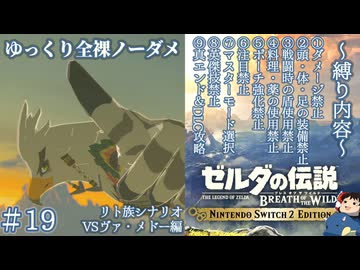 ゆっくり全裸ノーダメ
～縛り内容～
①ダメージ禁止
②頭・体・足の装備禁止
③戦闘時の盾使用禁止
④料理・薬の使用禁止
⑤ポーチ強化禁止
⑥注目禁止
⑦マスターモード選択
⑧英傑技禁止
⑨真エンド&DLC攻略
ゼルダの伝説
THE LEGEND OF ZELDA
BREATH OF THE WILD
NINTENDO SWITCH 2 EDITION
#19
リト族シナリオ
VSヴァ・メドー編